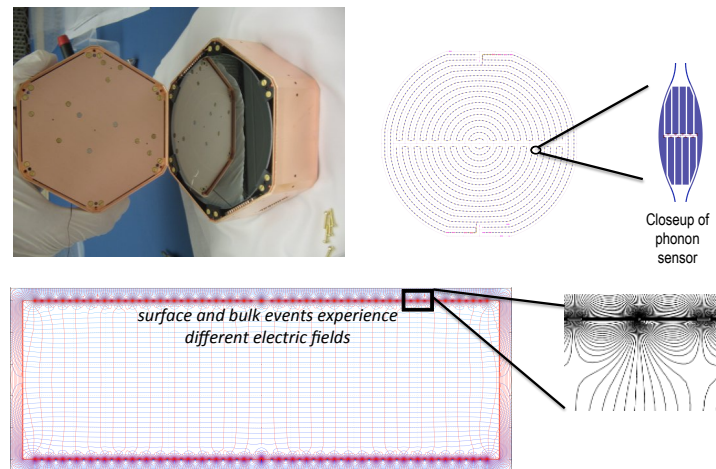 Closeup of
phonon
sensor
surface and bulk events experience
different electric fields